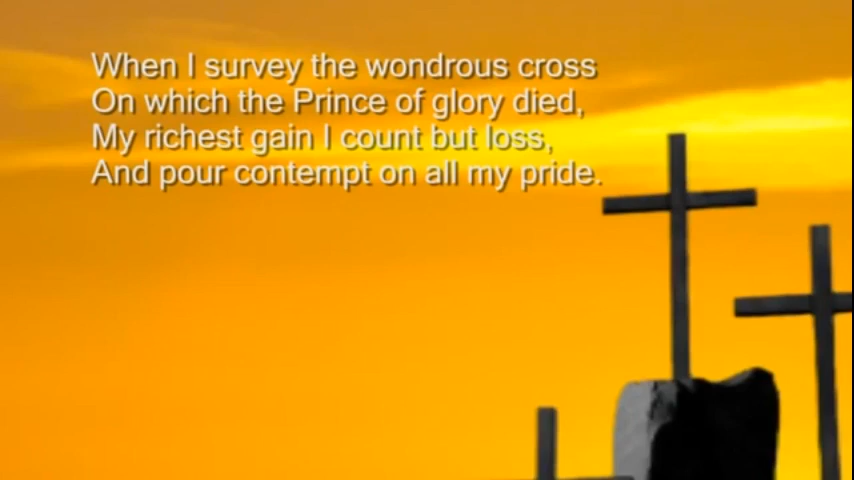 When I survey the wondrous cross
On which the Prince of glory died,
My richest gain I count but loss,
And pour contempt on all my pride.